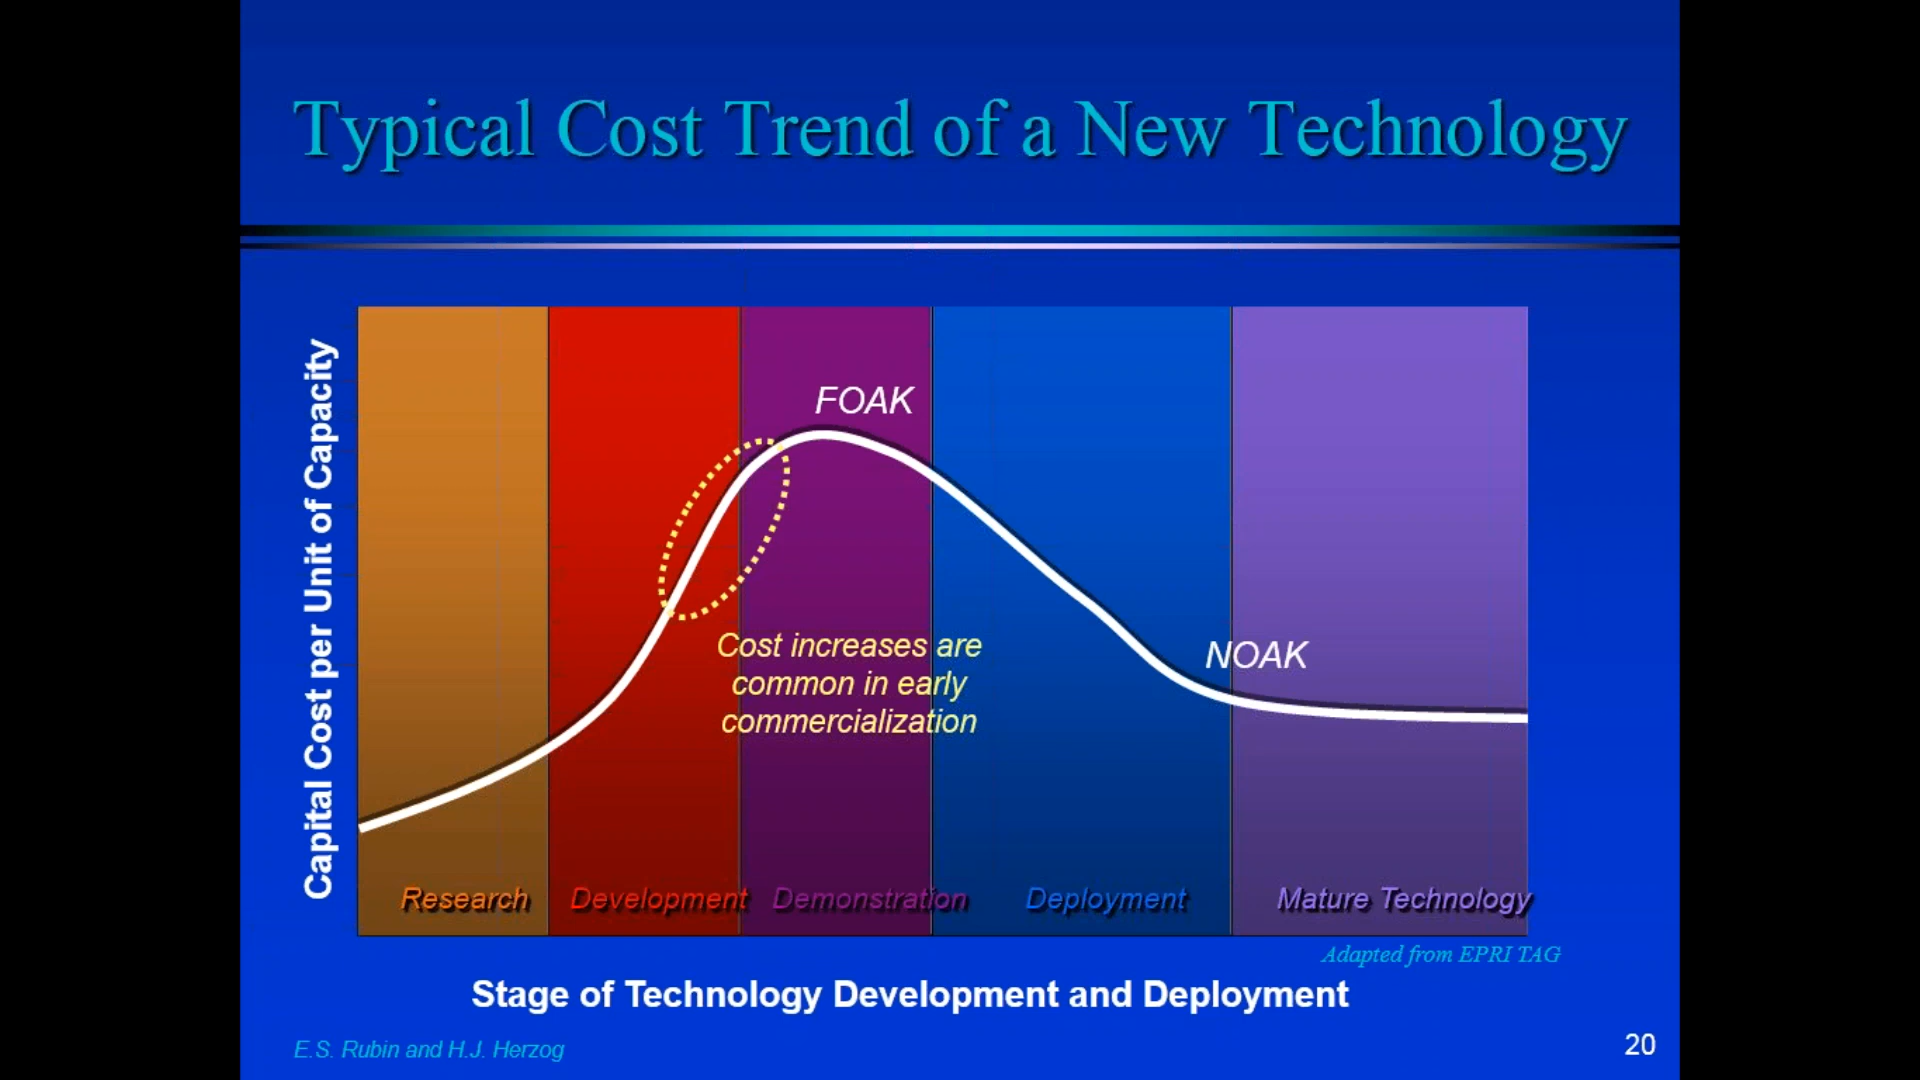 Typical Cost Trend of a New Technology
Capital Cost per Unit of Capacity
FOAK
Cost increases are
common in early
commercialization
NOAK
Research
Development
Demonstration
Deployment
Mature Technology
Adapted from EPRI TAG
Stage of Technology Development and Deployment
E.S. Rubin and H.J. Herzog
20